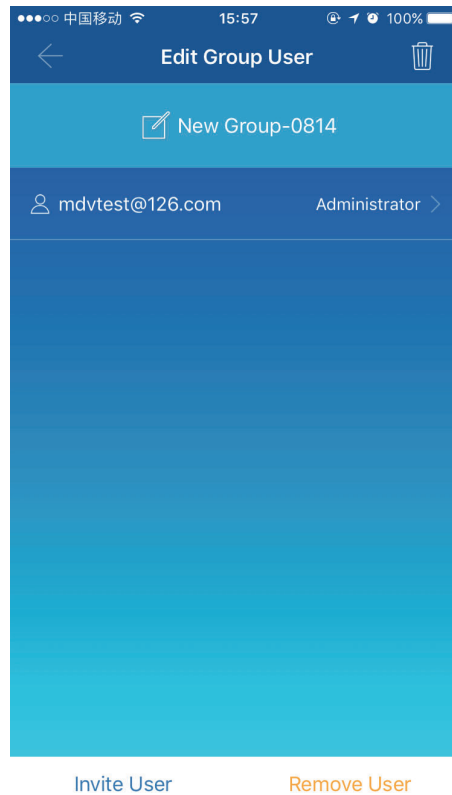 中国移动 15:57 100%
Edit Group User
New Group-0814
mdvtest@126.com Administrator
Invite User Remove User